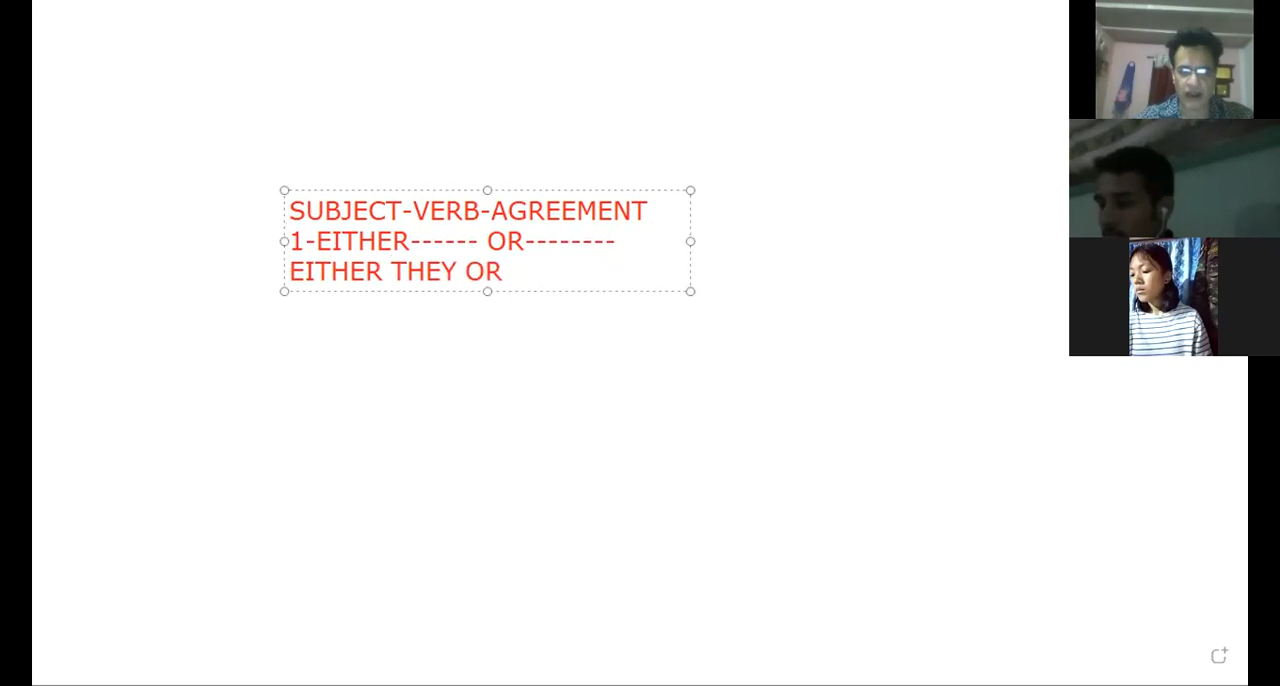 SUBJECT-VERB-AGREEMENT
1-EITHER------ OR--------
EITHER THEY OR